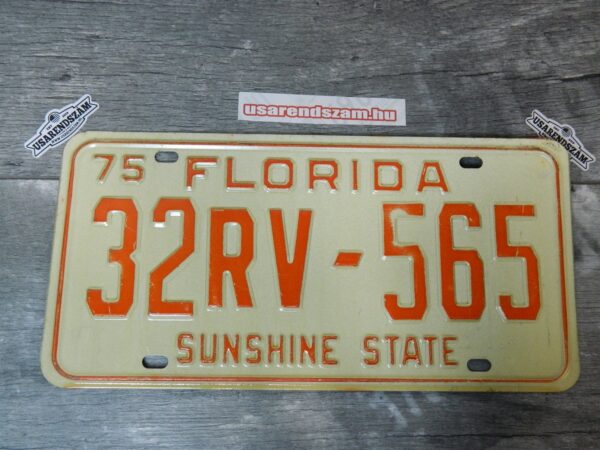 usarendszam.hu
USARENDSZAM
USARENDSZAM
75 FLORIDA
32RV-565
SUNSHINE STATE